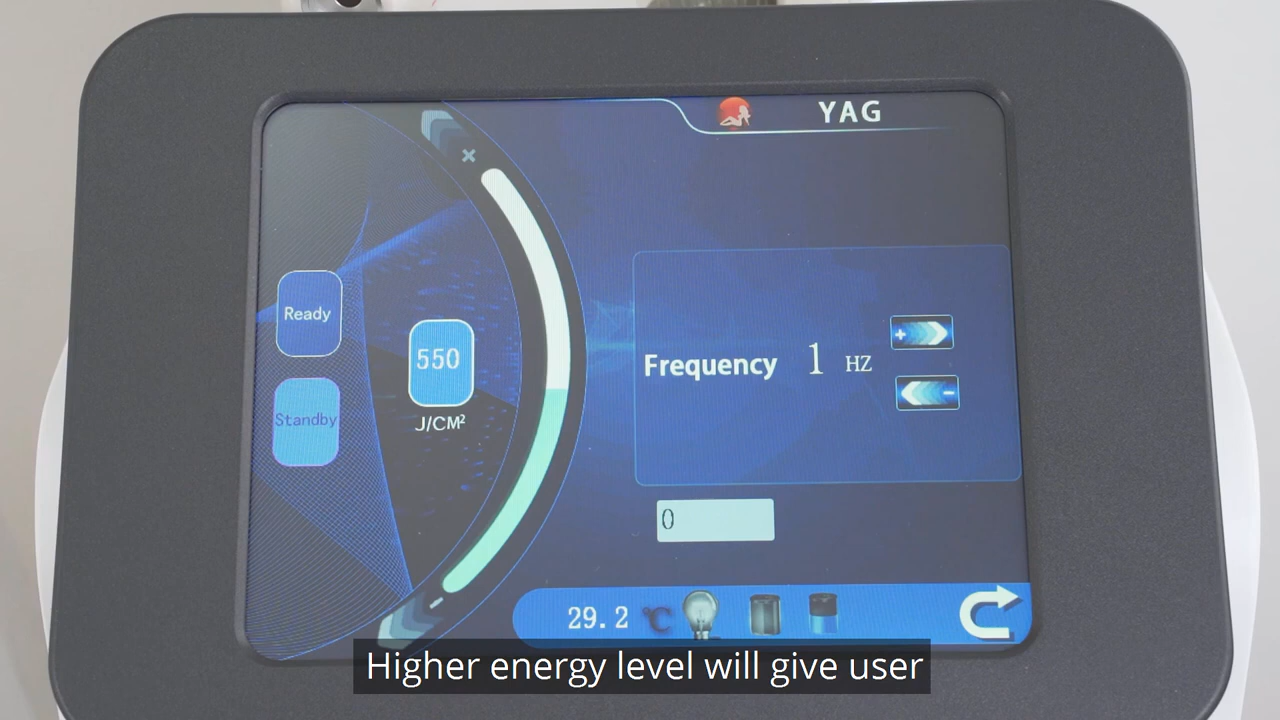 YAG
Ready
Standby
550
J/CM²
Frequency 1 HZ
+
-
0
29.2 ℃
Higher energy level will give user